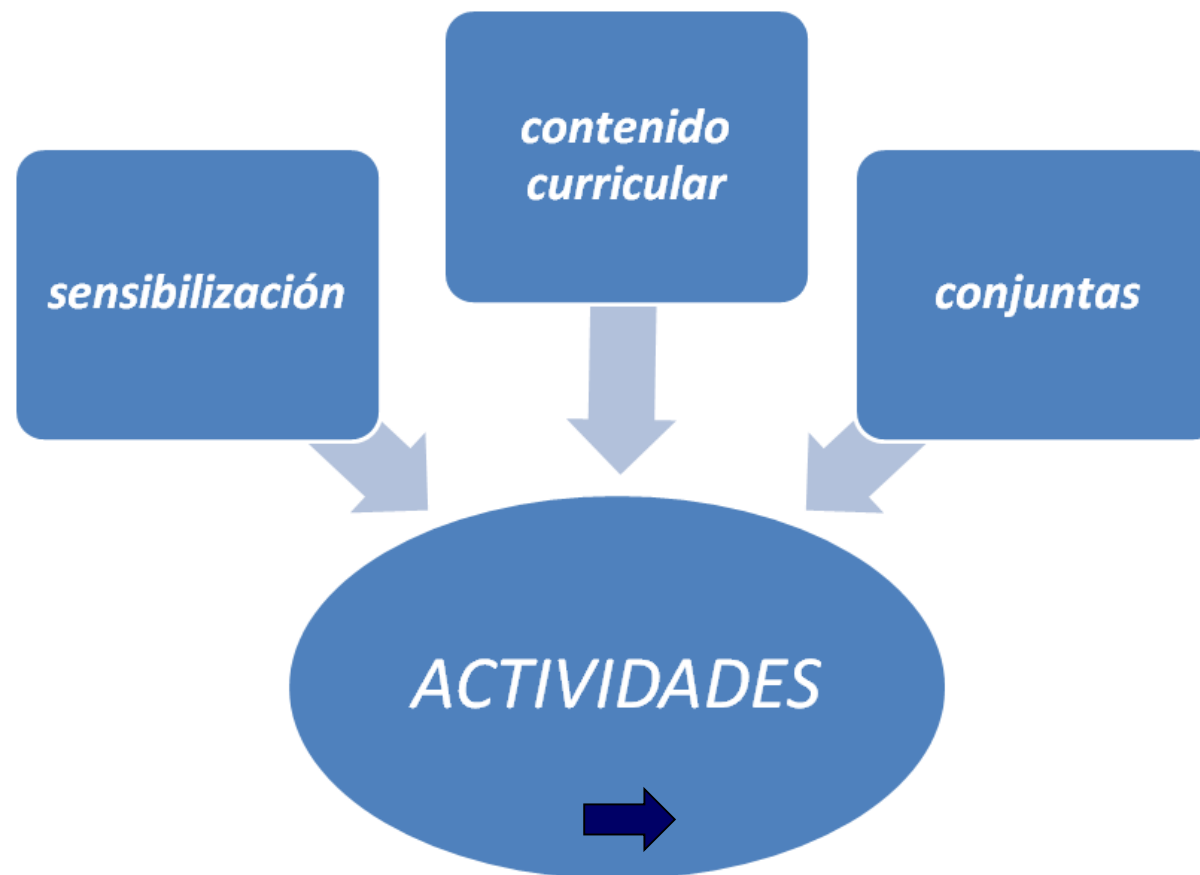 contenido
curricular
sensibilización
conjuntas
ACTIVIDADES